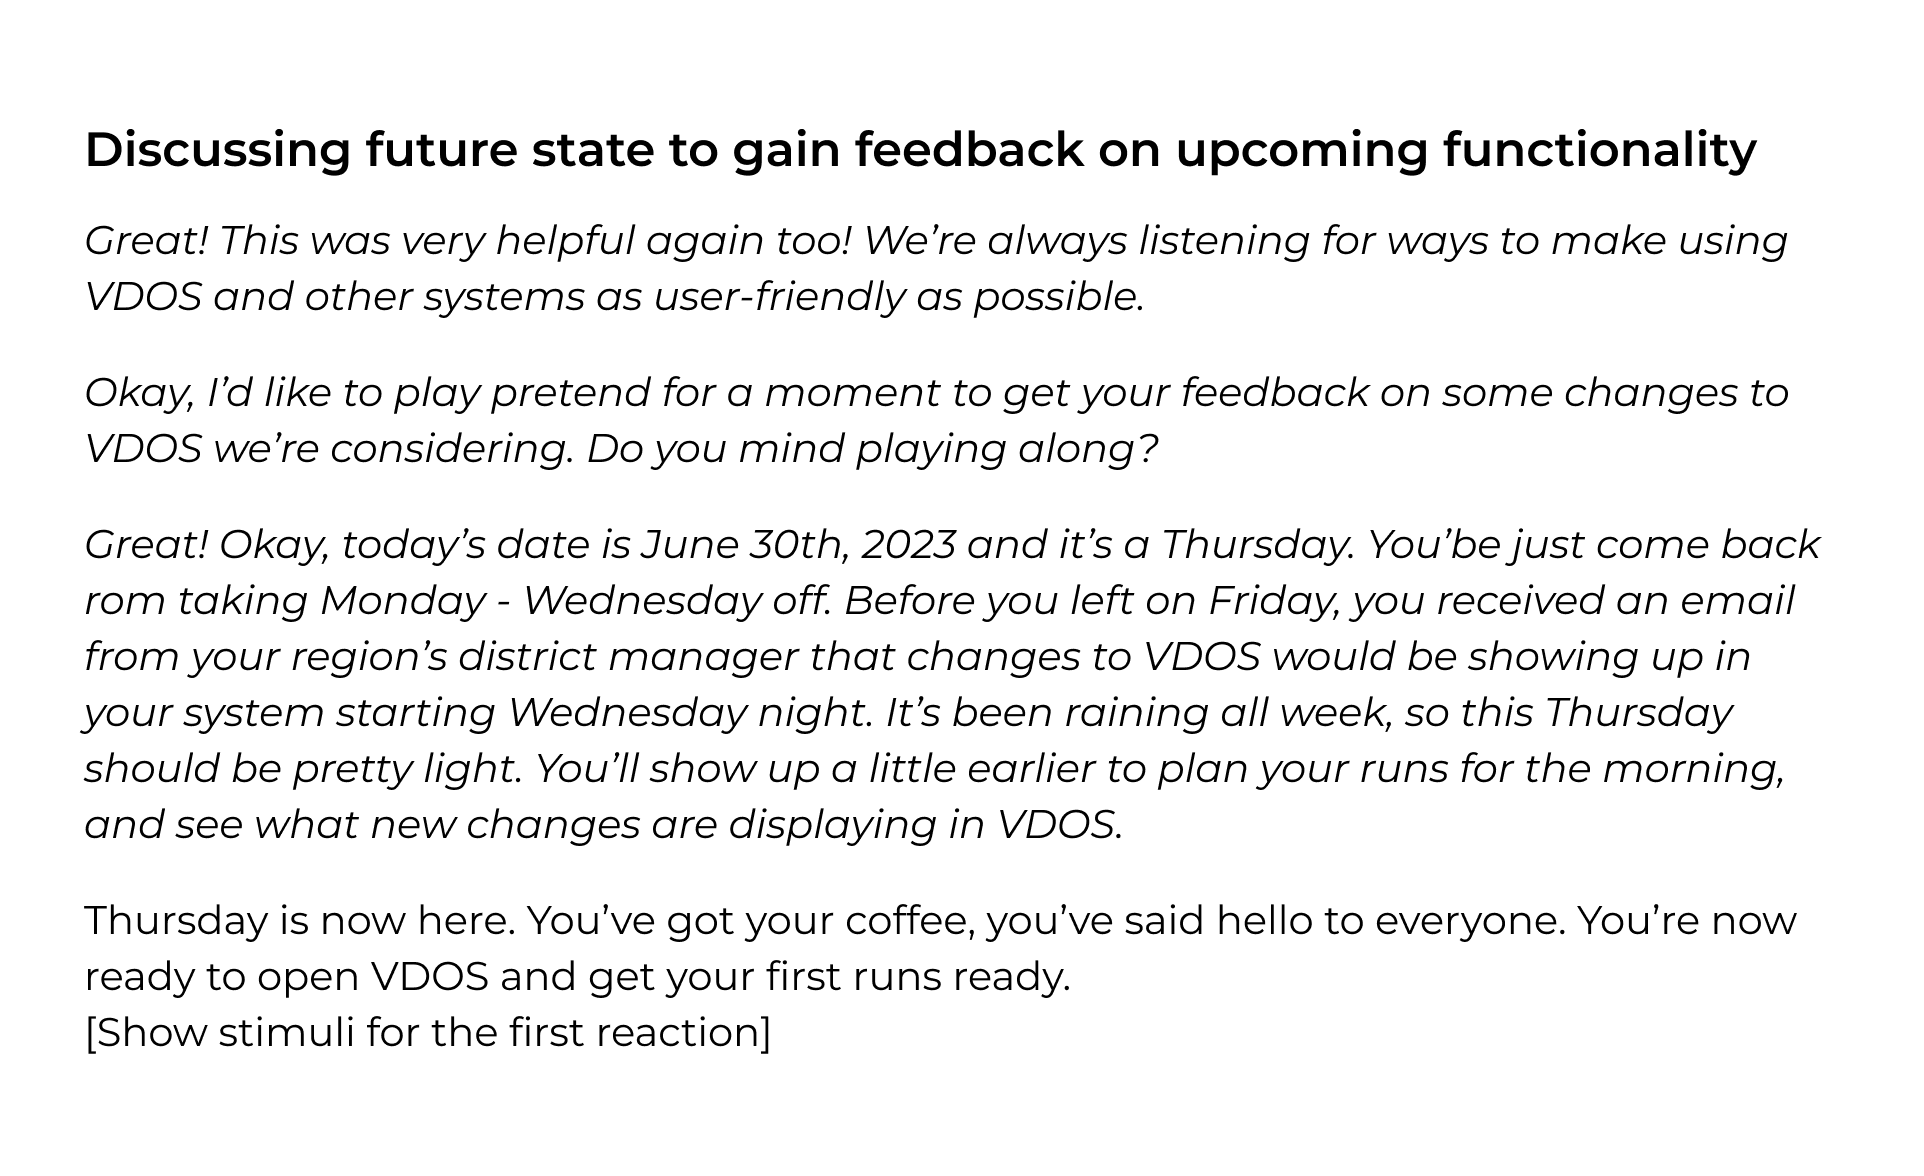 Discussing future state to gain feedback on upcoming functionality
Great! This was very helpful again too! We’re always listening for ways to make using
VDOS and other systems as user-friendly as possible.
Okay, I’d like to play pretend for a moment to get your feedback on some changes to
VDOS we’re considering. Do you mind playing along?
Great! Okay, today’s date is June 30th, 2023 and it’s a Thursday. You’be just come back
rom taking Monday - Wednesday off. Before you left on Friday, you received an email
from your region’s district manager that changes to VDOS would be showing up in
your system starting Wednesday night. It’s been raining all week, so this Thursday
should be pretty light. You’ll show up a little earlier to plan your runs for the morning,
and see what new changes are displaying in VDOS.
Thursday is now here. You’ve got your coffee, you’ve said hello to everyone. You’re now
ready to open VDOS and get your first runs ready.
[Show stimuli for the first reaction]